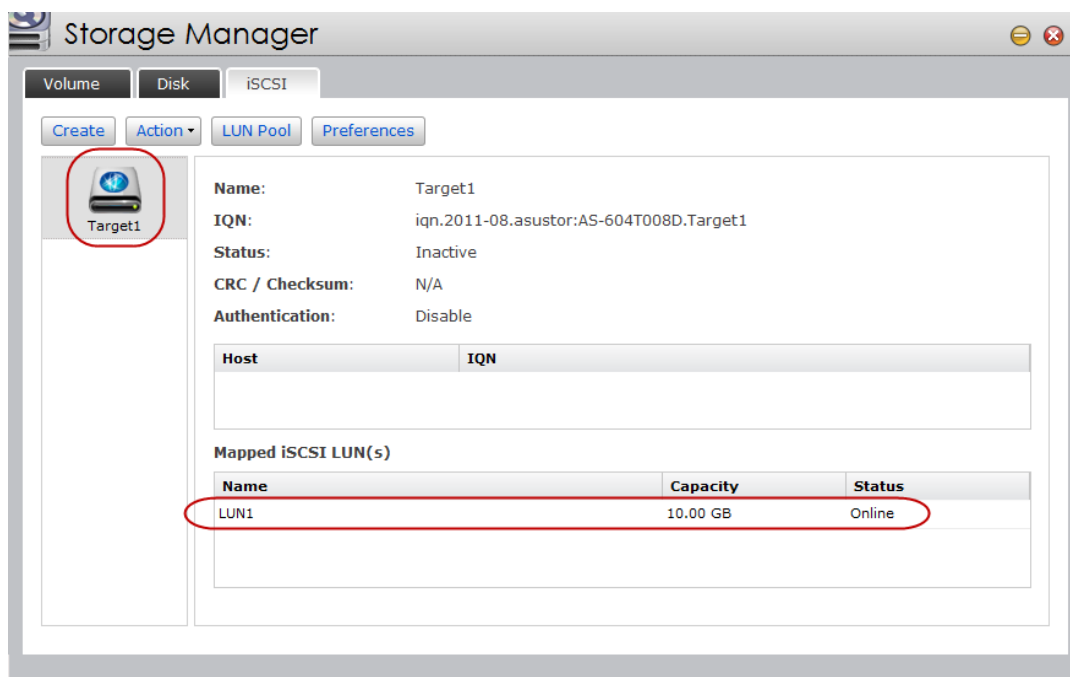 Storage Manager
Volume Disk iSCSI
Create Action LUN Pool Preferences
Target1
Name: Target1
IQN: iqn.2011-08.asustor:AS-604T008D.Target1
Status: Inactive
CRC / Checksum: N/A
Authentication: Disable
Host IQN
Mapped iSCSI LUN(s)
Name Capacity Status
LUN1 10.00 GB Online